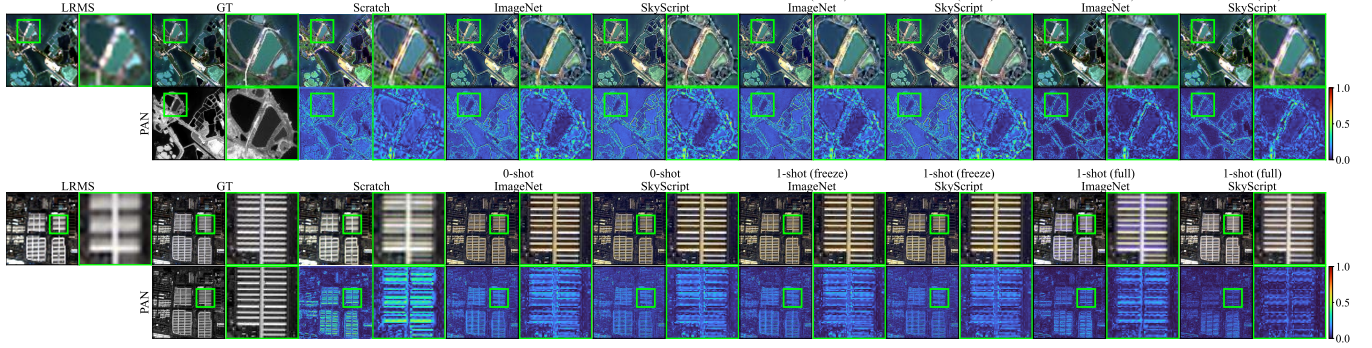 LRMS GT Scratch ImageNet SkyScript ImageNet SkyScript ImageNet SkyScript
PAN
1.0
0.5
0.0
0-shot 0-shot 1-shot (freeze) 1-shot (freeze) 1-shot (full) 1-shot (full)
LRMS GT Scratch ImageNet SkyScript ImageNet SkyScript ImageNet SkyScript
PAN
1.0
0.5
0.0